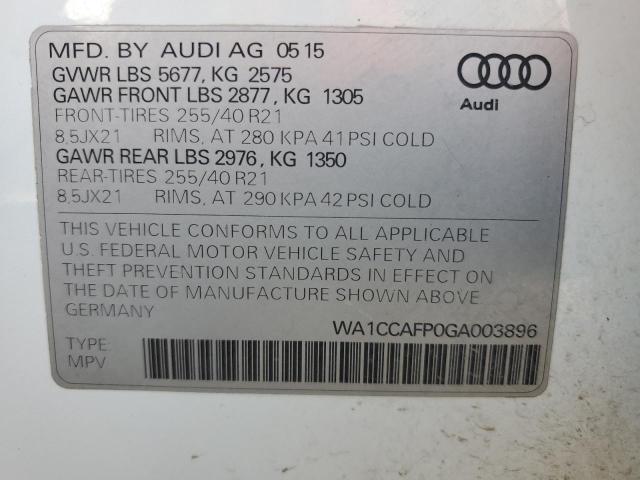 MFD. BY AUDI AG 05 15
GVWR LBS 5677, KG 2575
GAWR FRONT LBS 2877, KG 1305
FRONT-TIRES 255/40 R21
8,5JX21 RIMS, AT 280 KPA 41 PSI COLD
GAWR REAR LBS 2976, KG 1350
REAR-TIRES 255/40 R21
8,5JX21 RIMS, AT 290 KPA 42 PSI COLD
Audi
THIS VEHICLE CONFORMS TO ALL APPLICABLE
U.S. FEDERAL MOTOR VEHICLE SAFETY AND
THEFT PREVENTION STANDARDS IN EFFECT ON
THE DATE OF MANUFACTURE SHOWN ABOVE
GERMANY
WA1CCAFP0GA003896
TYPE:
MPV